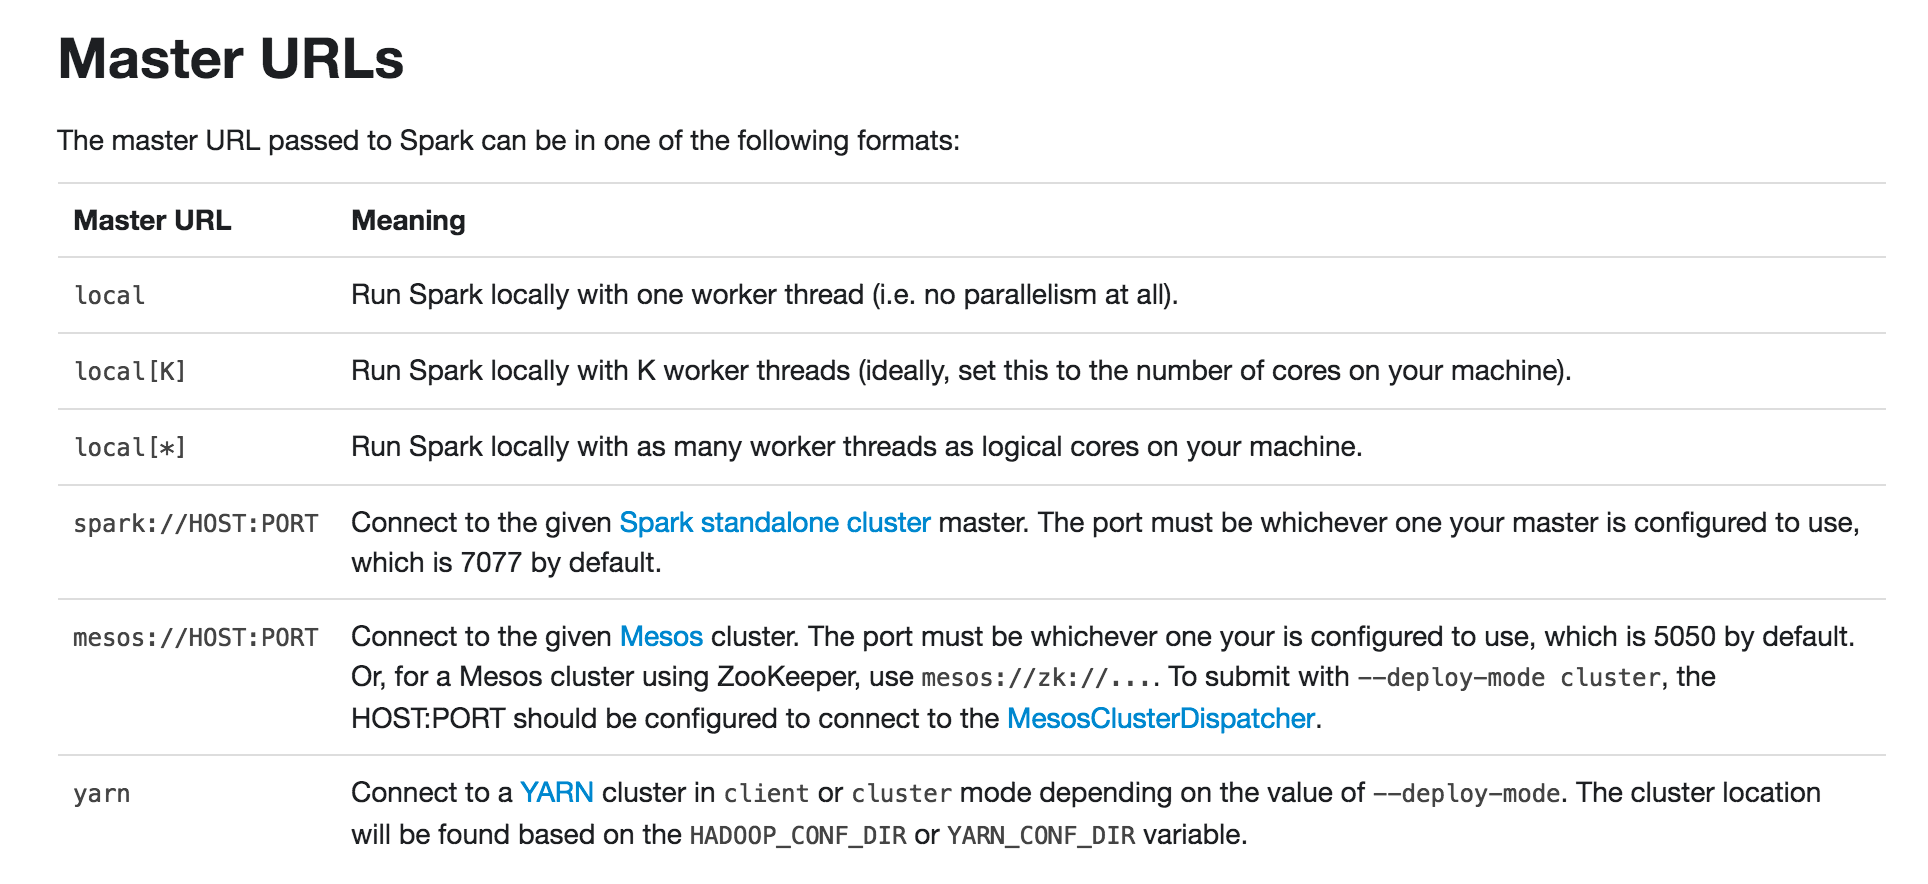 Master URLs
The master URL passed to Spark can be in one of the following formats:
Master URL Meaning
local Run Spark locally with one worker thread (i.e. no parallelism at all).
local[K] Run Spark locally with K worker threads (ideally, set this to the number of cores on your machine).
local[*] Run Spark locally with as many worker threads as logical cores on your machine.
spark://HOST:PORT Connect to the given Spark standalone cluster master. The port must be whichever one your master is configured to use,
which is 7077 by default.
mesos://HOST:PORT Connect to the given Mesos cluster. The port must be whichever one your is configured to use, which is 5050 by default.
Or, for a Mesos cluster using ZooKeeper, use mesos://zk://.... To submit with --deploy-mode cluster, the
HOST:PORT should be configured to connect to the MesosClusterDispatcher.
yarn Connect to a YARN cluster in client or cluster mode depending on the value of --deploy-mode. The cluster location
will be found based on the HADOOP_CONF_DIR or YARN_CONF_DIR variable.